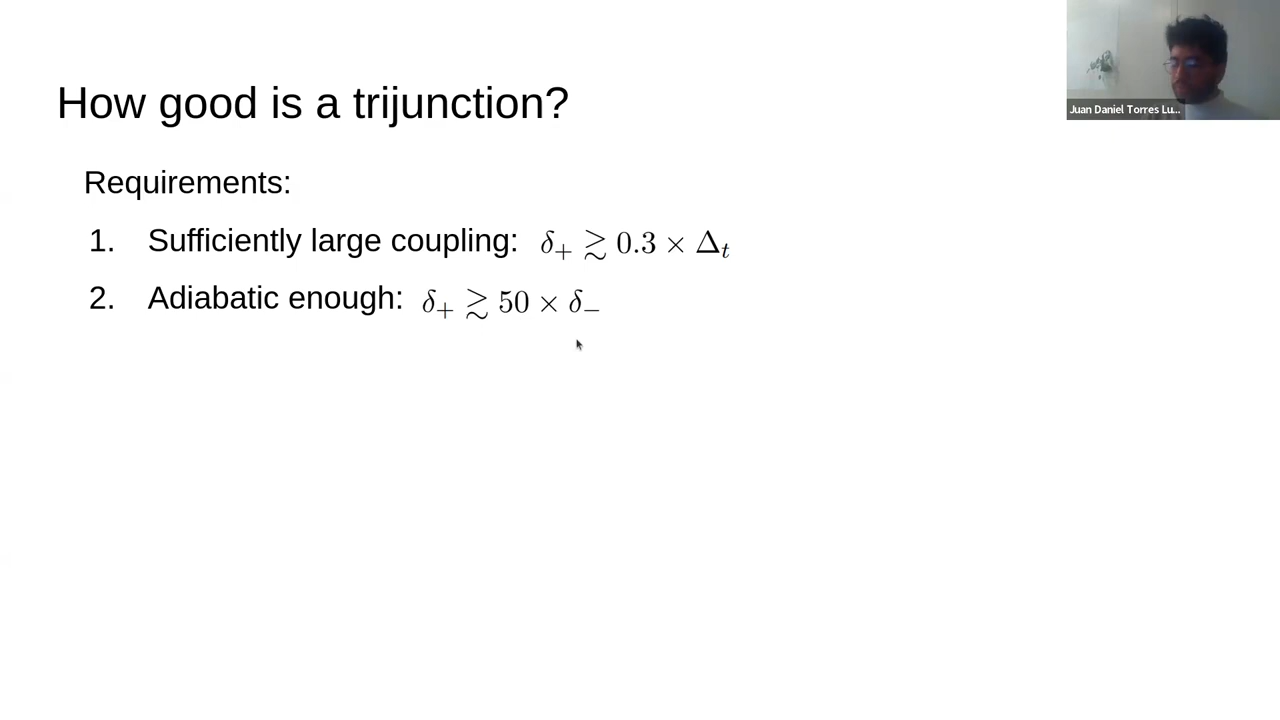 How good is a trijunction?
Juan Daniel Torres Lu...
Requirements:
1. Sufficiently large coupling: δ₊ ≳ 0.3 × Δₜ
2. Adiabatic enough: δ₊ ≳ 50 × δ₋